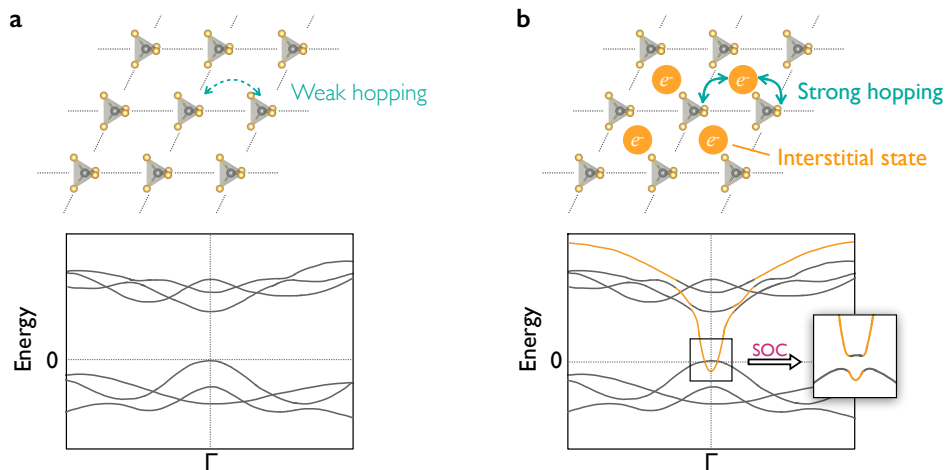 a
Weak hopping
Energy
0
Γ
b
e⁻
e⁻
e⁻
e⁻
Strong hopping
Interstitial state
Energy
0
SOC
Γ